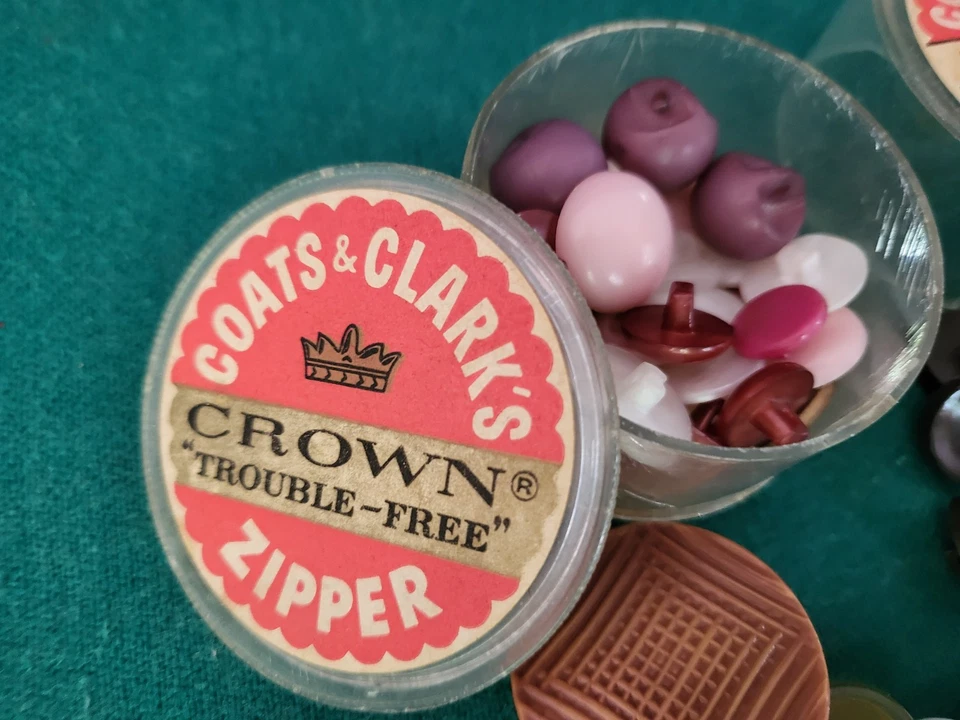 COATS & CLARK'S
CROWN®
“TROUBLE-FREE”
ZIPPER